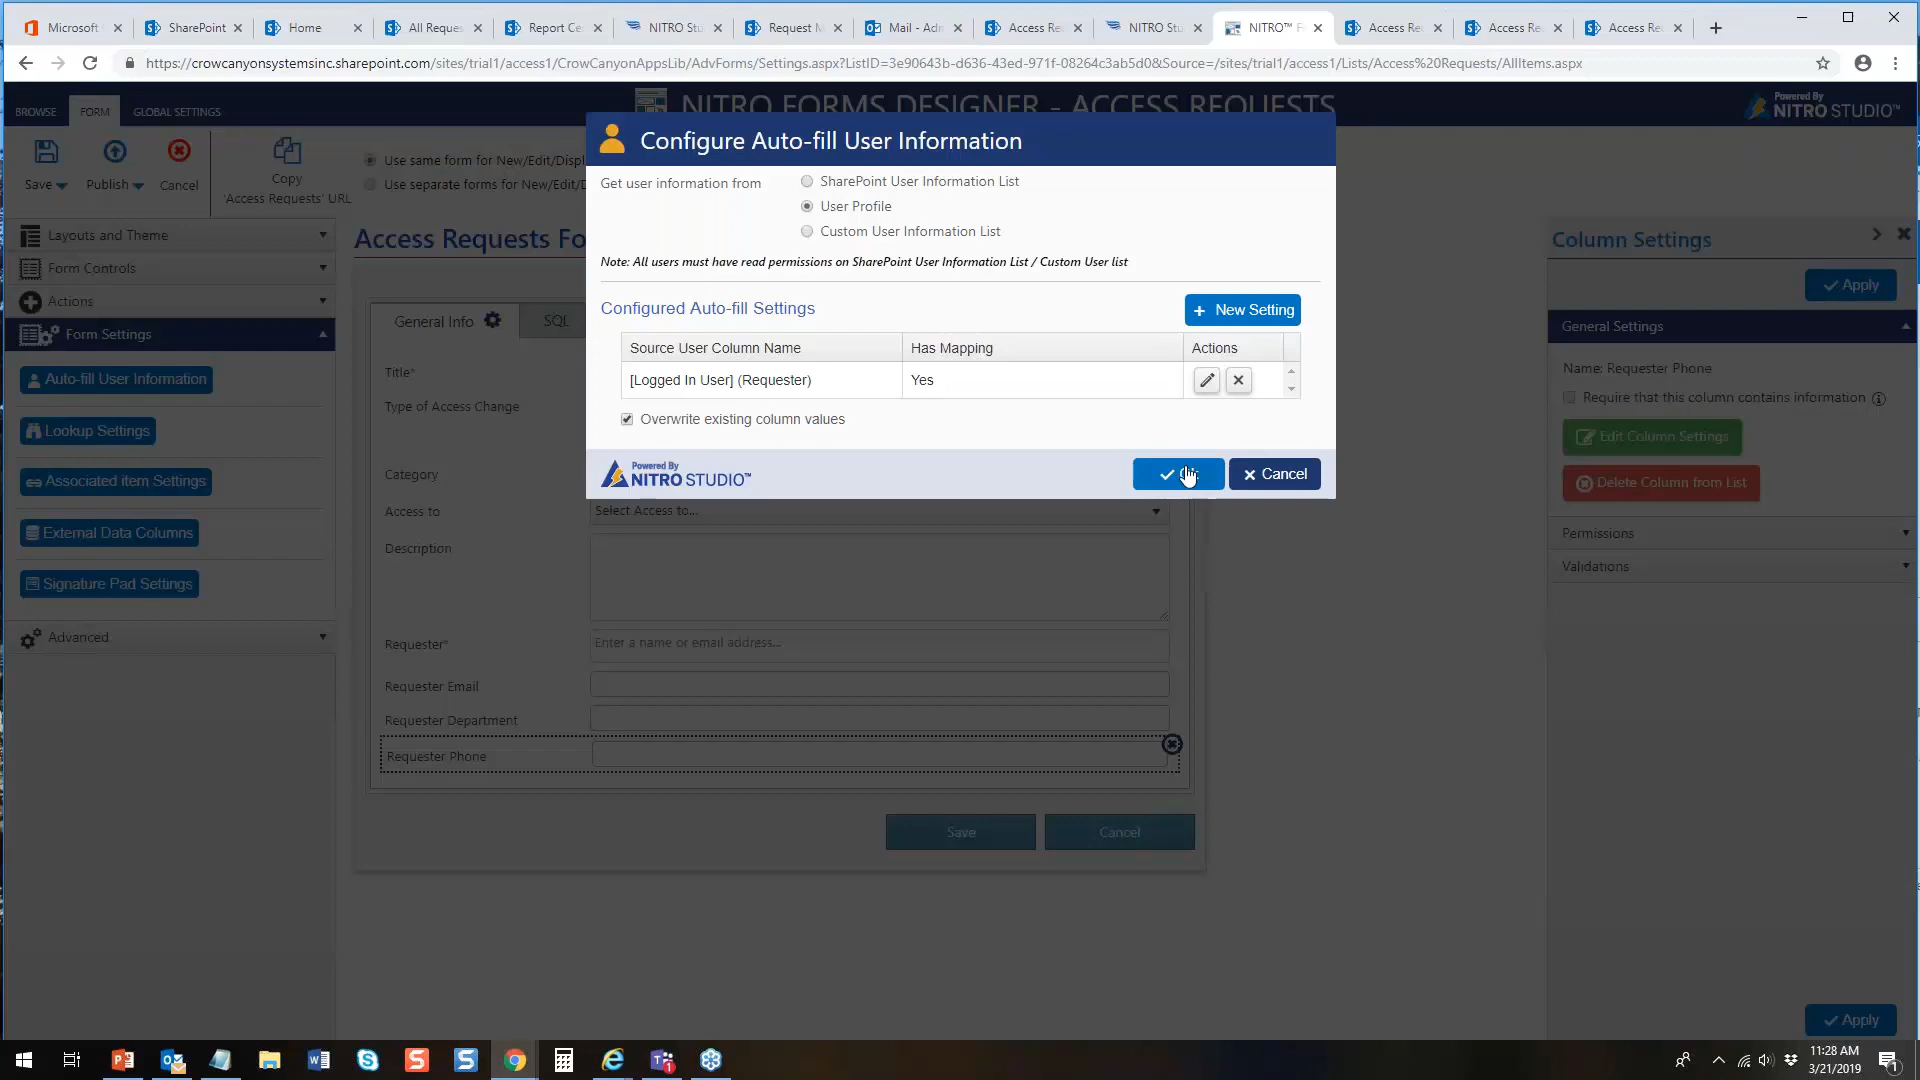 Microsoft
SharePoint
Home
All Reques
Report Ce
NITRO Stu
Request M
Mail - Adm
Access Re
NITRO Stu
NITRO™ F
Access Re
Access Re
Access Re
https://crowcanyonsystemsinc.sharepoint.com/sites/trial1/access1/CrowCanyonAppsLib/AdvForms/Settings.aspx?ListID=3e90643b-d636-43ed-971f-08264c3ab5d0&Source=/sites/trial1/access1/Lists/Access%20Requests/AllItems.aspx
BROWSE
FORM
GLOBAL SETTINGS
NITRO FORMS DESIGNER - ACCESS REQUESTS
Powered By
NITRO STUDIO™
Save
Publish
Cancel
Copy
'Access Requests' URL
Use same form for New/Edit/Displ
Use separate forms for New/Edit/D
Layouts and Theme
Form Controls
Actions
Form Settings
Auto-fill User Information
Lookup Settings
Associated item Settings
External Data Columns
Signature Pad Settings
Advanced
Access Requests Fo
General Info
SQL
Title*
Type of Access Change
Category
Access to
Select Access to...
Description
Requester*
Enter a name or email address...
Requester Email
Requester Department
Requester Phone
Save
Cancel
Configure Auto-fill User Information
Get user information from
SharePoint User Information List
User Profile
Custom User Information List
Note: All users must have read permissions on SharePoint User Information List / Custom User list
Configured Auto-fill Settings
+ New Setting
Source User Column Name
Has Mapping
Actions
[Logged In User] (Requester)
Yes
Overwrite existing column values
Powered By
NITRO STUDIO™
Cancel
Column Settings
Apply
General Settings
Name: Requester Phone
Require that this column contains information
Edit Column Settings
Delete Column from List
Permissions
Validations
Apply
11:28 AM
3/21/2019